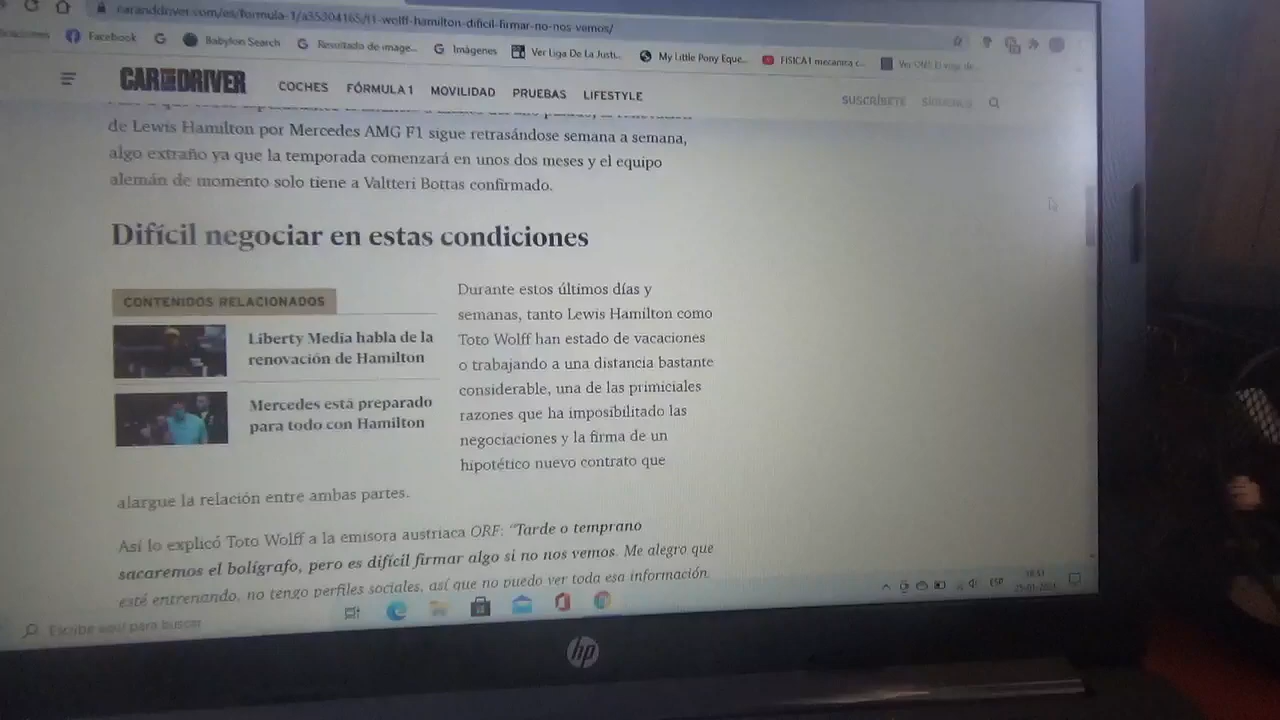 caranddriver.com/es/formula-1/a35304165/f1-wolff-hamilton-dificil-firmar-no-nos-vemos/
Facebook
Babylon Search
Resultado de image...
Imágenes
Ver Liga De La Justi...
My Little Pony Eque...
FISICA I mecanica c...
CAR AND DRIVER
COCHES FÓRMULA 1 MOVILIDAD PRUEBAS LIFESTYLE
SUSCRÍBETE SÍGUENOS
de Lewis Hamilton por Mercedes AMG F1 sigue retrasándose semana a semana,
algo extraño ya que la temporada comenzará en unos dos meses y el equipo
alemán de momento solo tiene a Valtteri Bottas confirmado.
Difícil negociar en estas condiciones
CONTENIDOS RELACIONADOS
Liberty Media habla de la
renovación de Hamilton
Mercedes está preparado
para todo con Hamilton
Durante estos últimos días y
semanas, tanto Lewis Hamilton como
Toto Wolff han estado de vacaciones
o trabajando a una distancia bastante
considerable, una de las primiciales
razones que ha imposibilitado las
negociaciones y la firma de un
hipotético nuevo contrato que
alargue la relación entre ambas partes.
Así lo explicó Toto Wolff a la emisora austriaca ORF: "Tarde o temprano
sacaremos el bolígrafo, pero es difícil firmar algo si no nos vemos. Me alegro que
esté entrenando, no tengo perfiles sociales, así que no puedo ver toda esa información.
Escribe aquí para buscar
ESP
hp